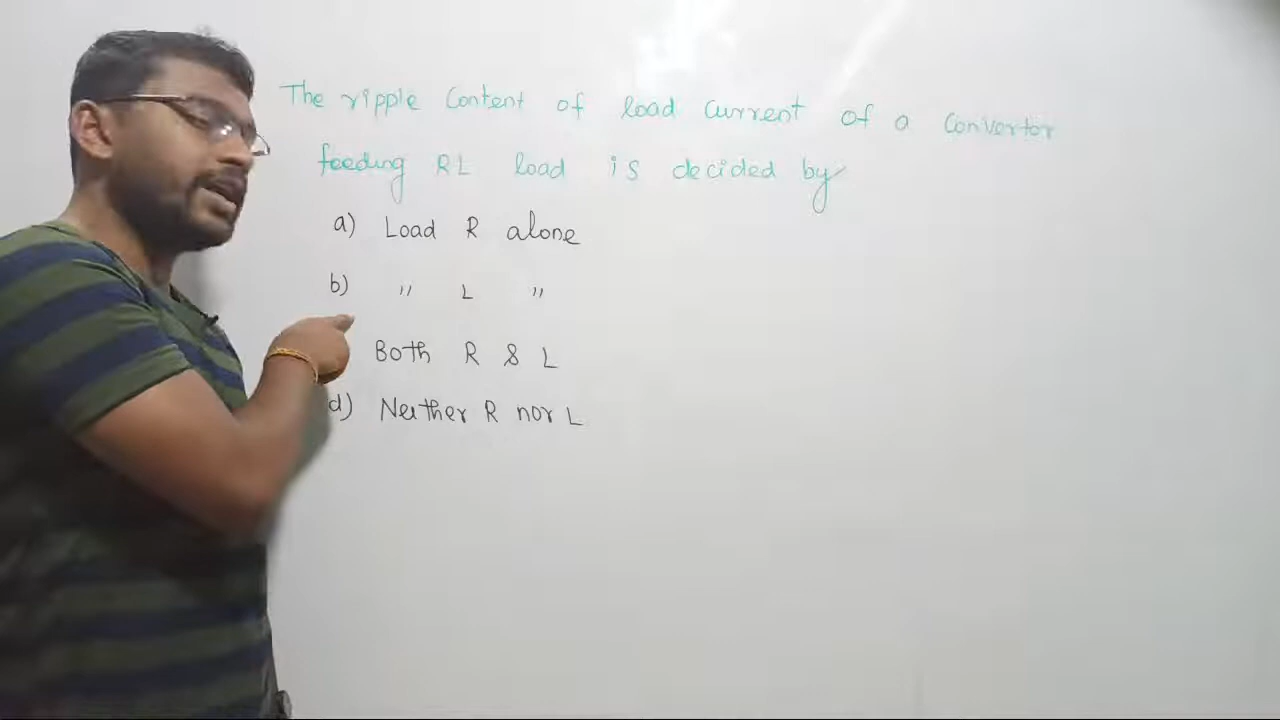 The ripple Content of load current of a Convertor
feeding RL load is decided by
a) Load R alone
b) " L "
Both R & L
d) Neither R nor L